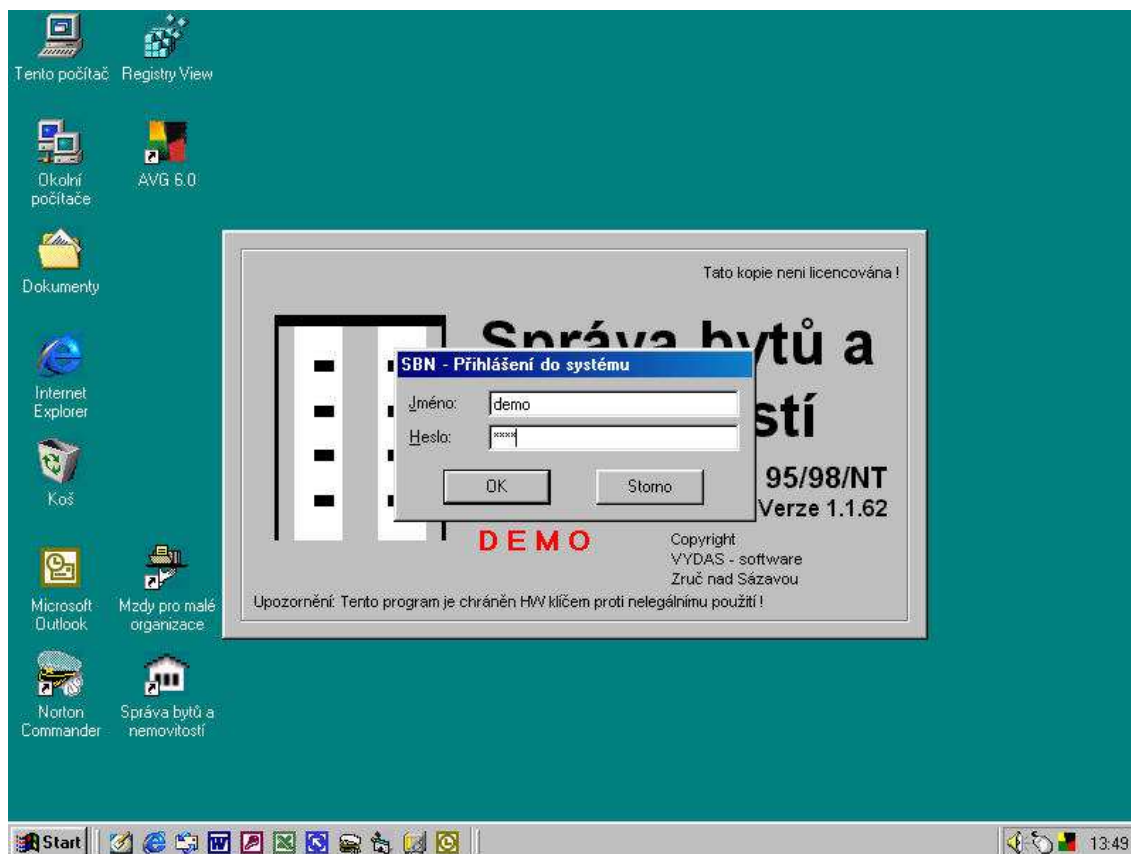 Tento počítač
Registry View
Okolní
počítače
AVG 6.0
Dokumenty
Internet
Explorer
Koš
Microsoft
Outlook
Mzdy pro malé
organizace
Norton
Commander
Správa bytů a
nemovitostí
Tato kopie neni licencována !
Správa bytů a
stí
95/98/NT
Verze 1.1.62
DEMO
Copyright
VYDAS - software
Zruč nad Sázavou
Upozornění: Tento program je chráněn HW klíčem proti nelegálnímu použití !
SBN - Přihlášení do systému
Jméno:
demo
Heslo:
****
OK
Storno
Start
13:49